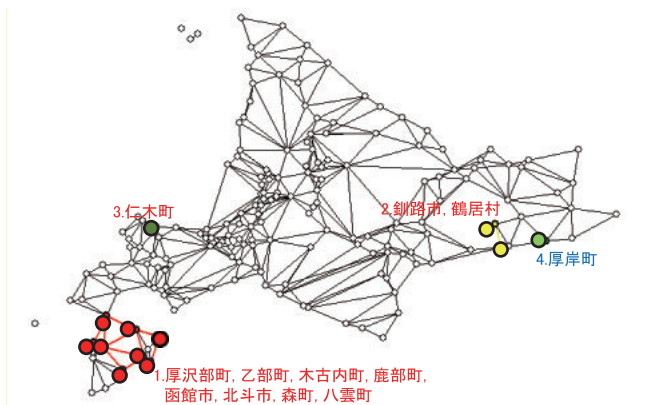 3.仁木町
2.釧路市, 鶴居村
4.厚岸町
1.厚沢部町, 乙部町, 木古内町, 鹿部町,
函館市, 北斗市, 森町, 八雲町